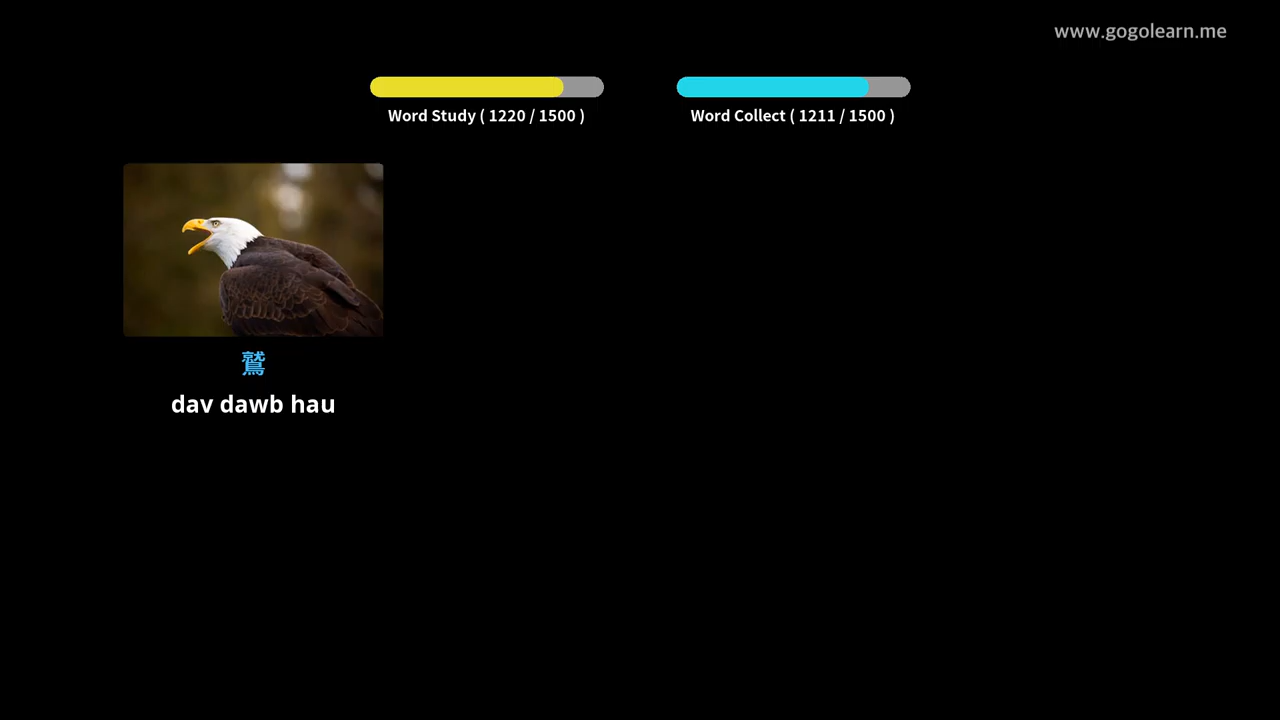 www.gogolearn.me
Word Study ( 1220 / 1500 )
Word Collect ( 1211 / 1500 )
鷲
dav dawb hau